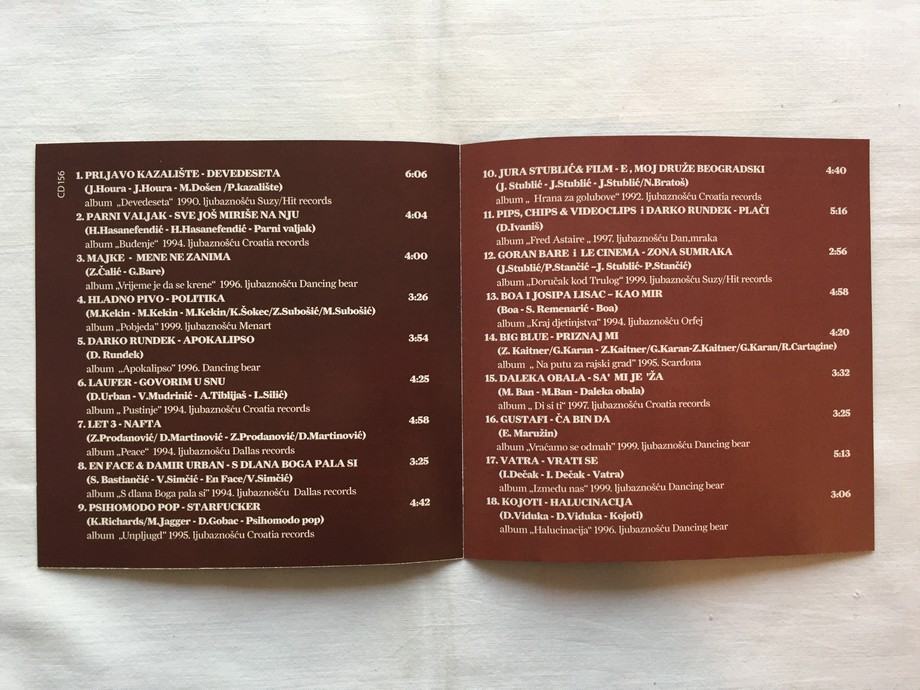 CD156
1. PRLJAVO KAZALIŠTE - DEVEDESETA 6:06
(J.Houra - J.Houra - M.Došen /P.kazalište)
album „Devedeseta" 1990. ljubaznošću Suzy/Hit records
2. PARNI VALJAK - SVE JOŠ MIRIŠE NA NJU 4:04
(H.Hasanefendić - H.Hasanefendić - Parni valjak)
album „Buđenje" 1994. ljubaznošću Croatia records
3. MAJKE - MENE NE ZANIMA 4:00
(Z.Čalić - G.Bare)
album „Vrijeme je da se krene" 1996. ljubaznošću Dancing bear
4. HLADNO PIVO - POLITIKA 3:26
(M.Kekin - M.Kekin - M.Kekin/K.Šokec/Z.Subošić/M.Subošić)
album „Pobjeda" 1999. ljubaznošću Menart
5. DARKO RUNDEK - APOKALIPSO 3:54
(D. Rundek)
album „Apokalipso" 1996. Dancing bear
6. LAUFER - GOVORIM U SNU 4:25
(D.Urban - V.Mudrinić - A.Tiblijaš - L.Silić)
album „ Pustinje" 1994. ljubaznošću Croatia records
7. LET 3 - NAFTA 4:58
(Z.Prodanović/ D.Martinović - Z.Prodanović/D.Martinović)
album „Peace" 1994. ljubaznošću Dallas records
8. EN FACE & DAMIR URBAN - S DLANA BOGA PALA SI 3:25
(S. Bastiančić - V.Simčić - En Face/V.Simčić)
album „S dlana Boga pala si" 1994. ljubaznošću Dallas records
9. PSIHOMODO POP - STARFUCKER 4:42
(K.Richards/M.Jagger - D.Gobac - Psihomodo pop)
album „Unpljugd" 1995. ljubaznošću Croatia records
10. JURA STUBLIĆ& FILM - E , MOJ DRUŽE BEOGRADSKI 4:40
(J. Stublić - J.Stublić - J.Stublić/N.Bratoš)
album „ Hrana za golubove" 1992. ljubaznošću Croatia records
11. PIPS, CHIPS & VIDEOCLIPS i DARKO RUNDEK - PLAČI 5:16
(D.Ivaniš)
album „Fred Astaire „ 1997. ljubaznošću Dan,mraka
12. GORAN BARE i LE CINEMA - ZONA SUMRAKA 2:56
(J.Stublić/P.Stančić –J. Stublić- P.Stančić)
album „Doručak kod Trulog" 1999. ljubaznošću Suzy/Hit records
13. BOA I JOSIPA LISAC – KAO MIR 4:58
(Boa - S. Remenarić - Boa)
album „Kraj djetinjstva" 1994. ljubaznošću Orfej
14. BIG BLUE - PRIZNAJ MI 4:20
(Z. Kaitner/G.Karan - Z.Kaitner/G.Karan-Z.Kaitner/G.Karan/R.Cartagine)
album „ Na putu za rajski grad" 1995. Scardona
15. DALEKA OBALA - SA' MI JE 'ŽA 3:32
(M. Ban - M.Ban - Daleka obala)
album „ Di si ti" 1997. ljubaznošću Croatia records
16. GUSTAFI - ČA BIN DA 3:25
(E. Maružin)
album „Vraćamo se odmah" 1999. ljubaznošću Dancing bear
17. VATRA - VRATI SE 5:13
(I.Dečak - I. Dečak - Vatra)
album „Između nas" 1999. ljubaznošću Dancing bear
18. KOJOTI - HALUCINACIJA 3:06
(D.Viduka - D.Viduka - Kojoti)
album „Halucinacija" 1996. ljubaznošću Dancing bear